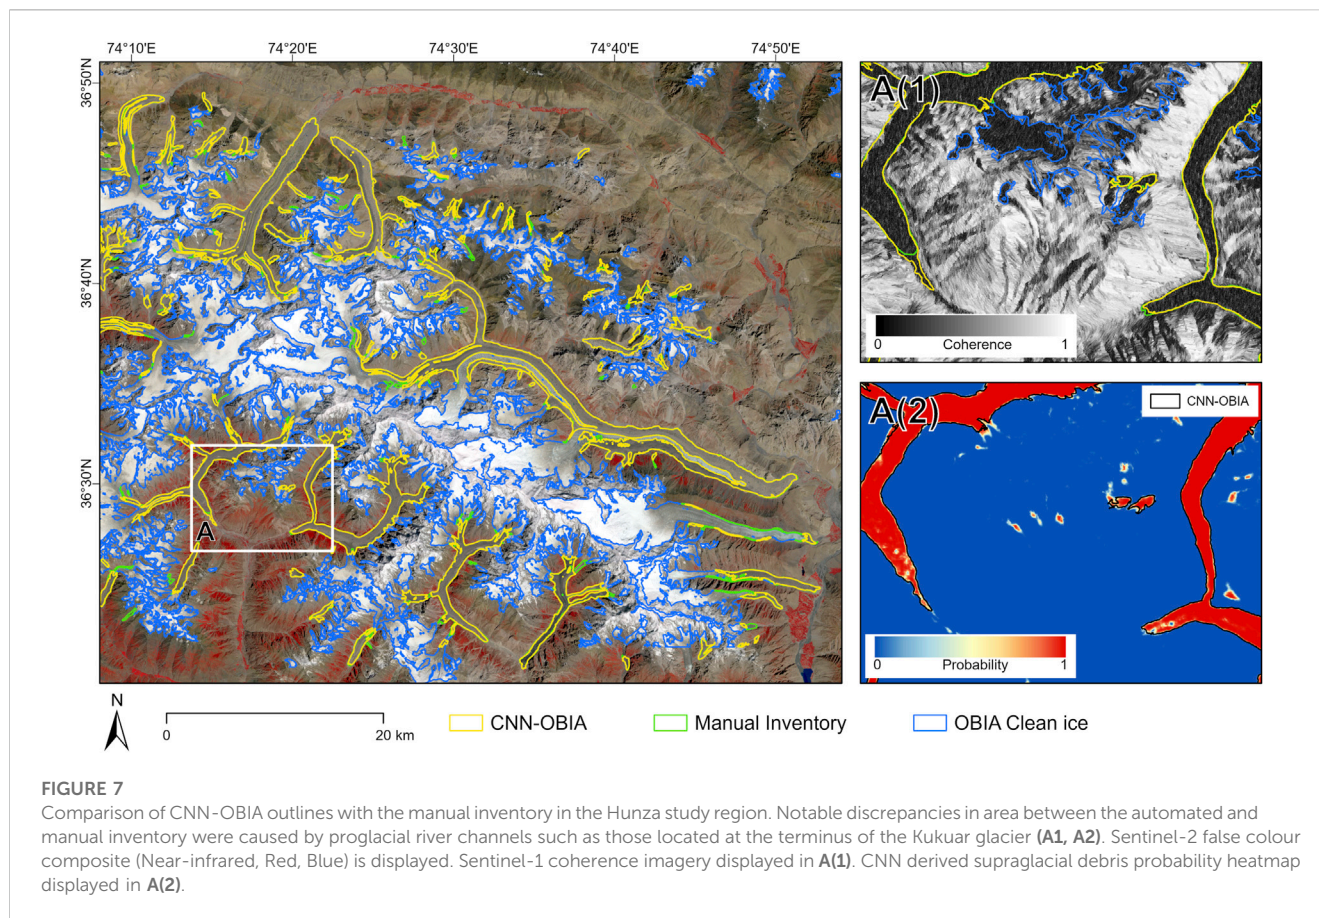 74°10'E 74°20'E 74°30'E 74°40'E 74°50'E
36°50'N
36°40'N
36°30'N
A
A(1)
0 Coherence 1
A(2)
CNN-OBIA
0 Probability 1
N
0 20 km
CNN-OBIA Manual Inventory OBIA Clean ice
FIGURE 7
Comparison of CNN-OBIA outlines with the manual inventory in the Hunza study region. Notable discrepancies in area between the automated and
manual inventory were caused by proglacial river channels such as those located at the terminus of the Kukuar glacier (A1, A2). Sentinel-2 false colour
composite (Near-infrared, Red, Blue) is displayed. Sentinel-1 coherence imagery displayed in A(1). CNN derived supraglacial debris probability heatmap
displayed in A(2).